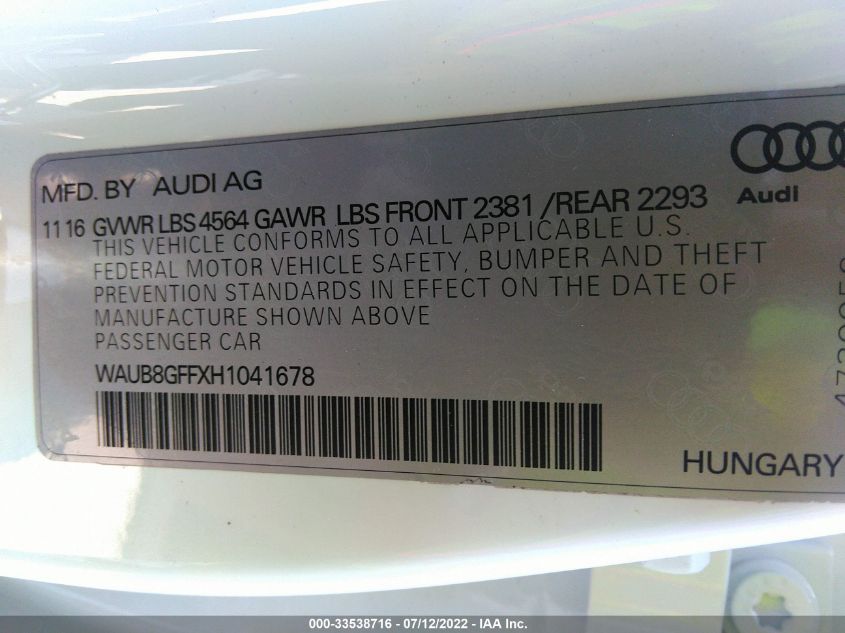 MFD. BY AUDI AG
Audi
11 16 GVWR LBS 4564 GAWR LBS FRONT 2381 /REAR 2293
THIS VEHICLE CONFORMS TO ALL APPLICABLE U.S.
FEDERAL MOTOR VEHICLE SAFETY, BUMPER AND THEFT
PREVENTION STANDARDS IN EFFECT ON THE DATE OF
MANUFACTURE SHOWN ABOVE
PASSENGER CAR
WAUB8GFFXH1041678
HUNGARY
000-33538716 - 07/12/2022 - IAA Inc.